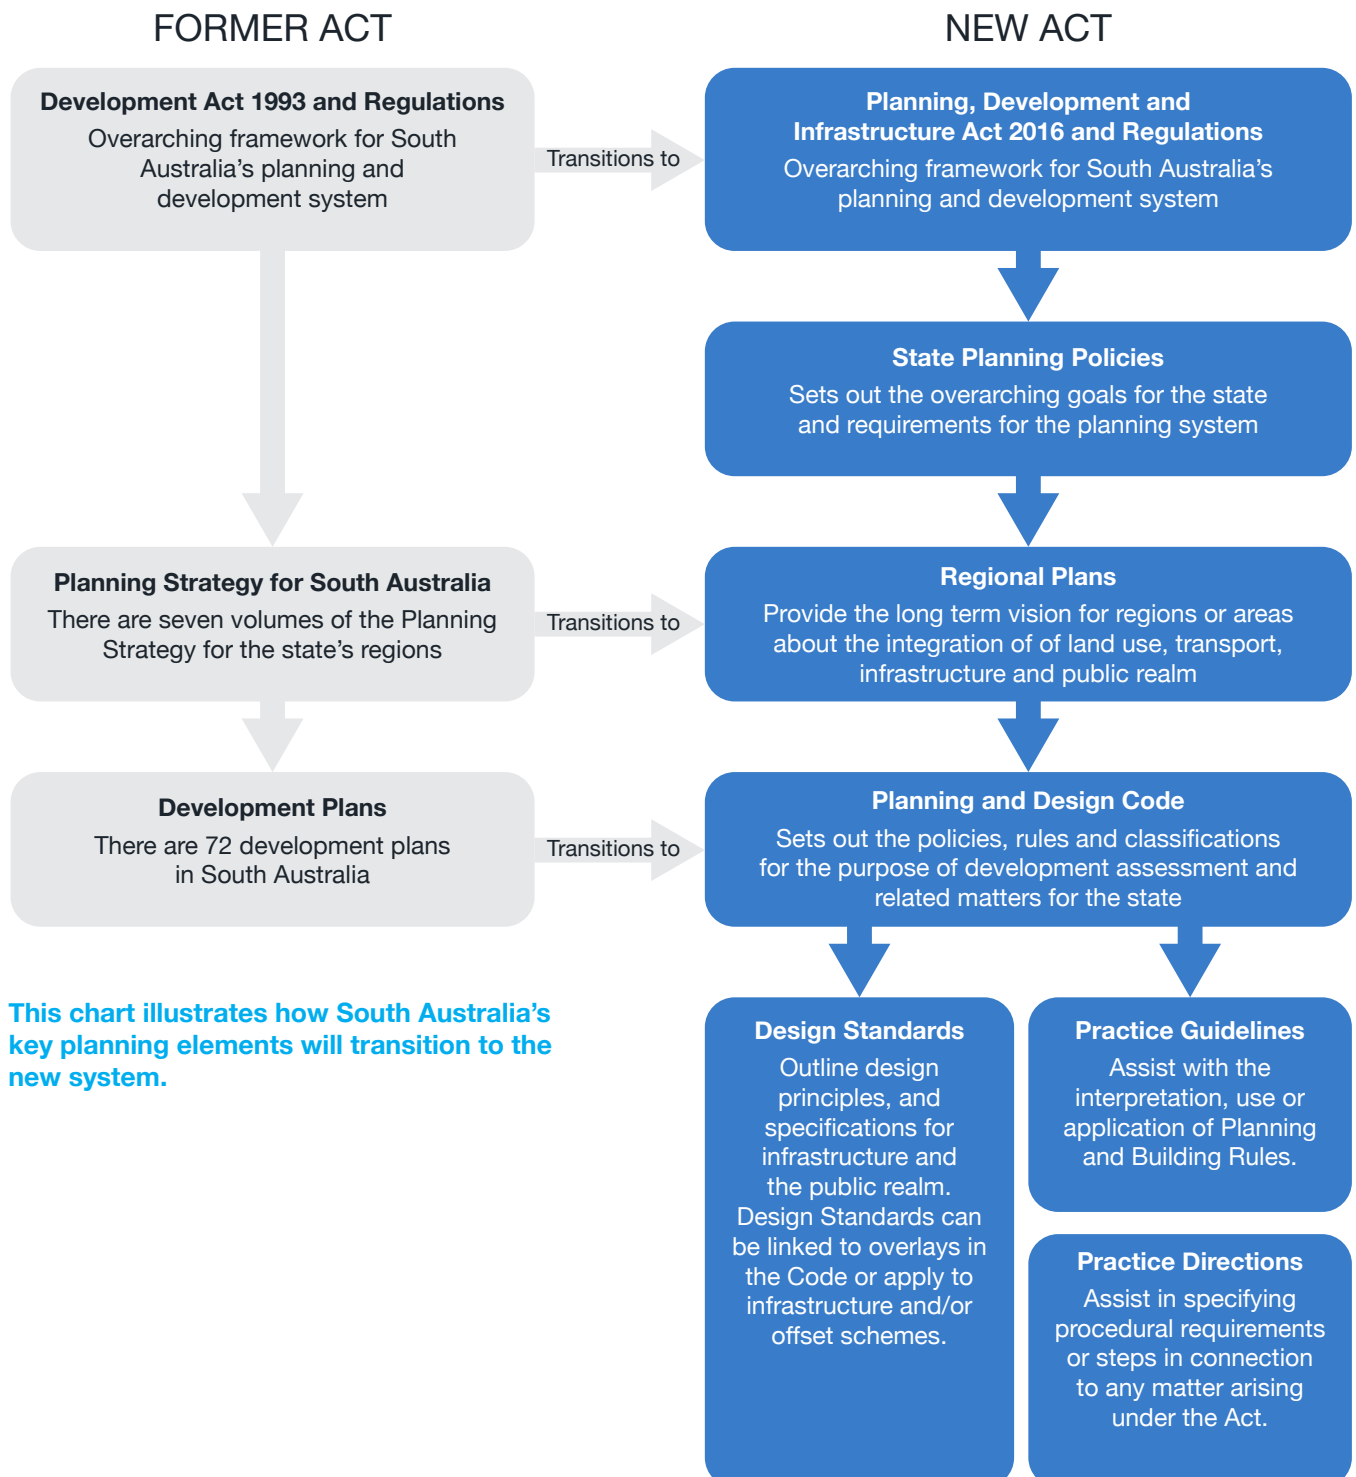 FORMER ACT
NEW ACT
Development Act 1993 and Regulations
Overarching framework for South
Australia’s planning and
development system
Transitions to
Planning, Development and
Infrastructure Act 2016 and Regulations
Overarching framework for South Australia’s
planning and development system
State Planning Policies
Sets out the overarching goals for the state
and requirements for the planning system
Planning Strategy for South Australia
There are seven volumes of the Planning
Strategy for the state’s regions
Transitions to
Regional Plans
Provide the long term vision for regions or areas
about the integration of of land use, transport,
infrastructure and public realm
Development Plans
There are 72 development plans
in South Australia
Transitions to
Planning and Design Code
Sets out the policies, rules and classifications
for the purpose of development assessment and
related matters for the state
This chart illustrates how South Australia’s
key planning elements will transition to the
new system.
Design Standards
Outline design
principles, and
specifications for
infrastructure and
the public realm.
Design Standards can
be linked to overlays in
the Code or apply to
infrastructure and/or
offset schemes.
Practice Guidelines
Assist with the
interpretation, use or
application of Planning
and Building Rules.
Practice Directions
Assist in specifying
procedural requirements
or steps in connection
to any matter arising
under the Act.